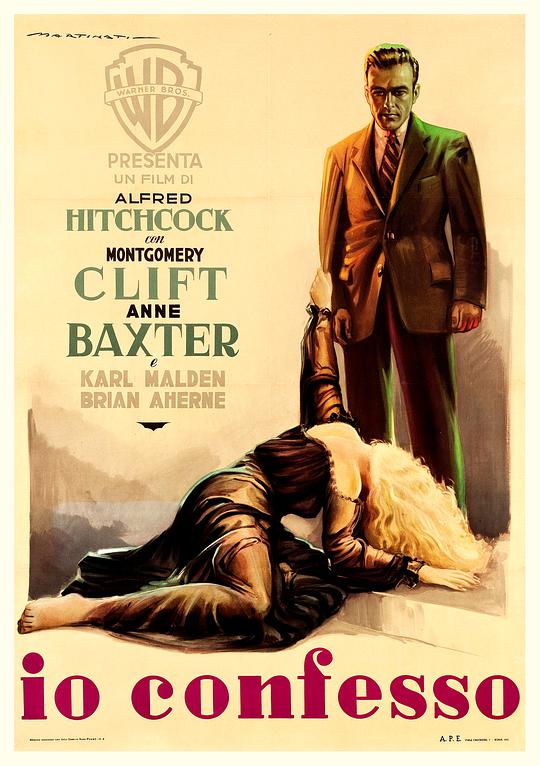 MARTINATI
WB
WARNER BROS.
PRESENTA
UN FILM DI
ALFRED
HITCHCOCK
con
MONTGOMERY
CLIFT
ANNE
BAXTER
e
KARL MALDEN
BRIAN AHERNE
io confesso
A.P.E.